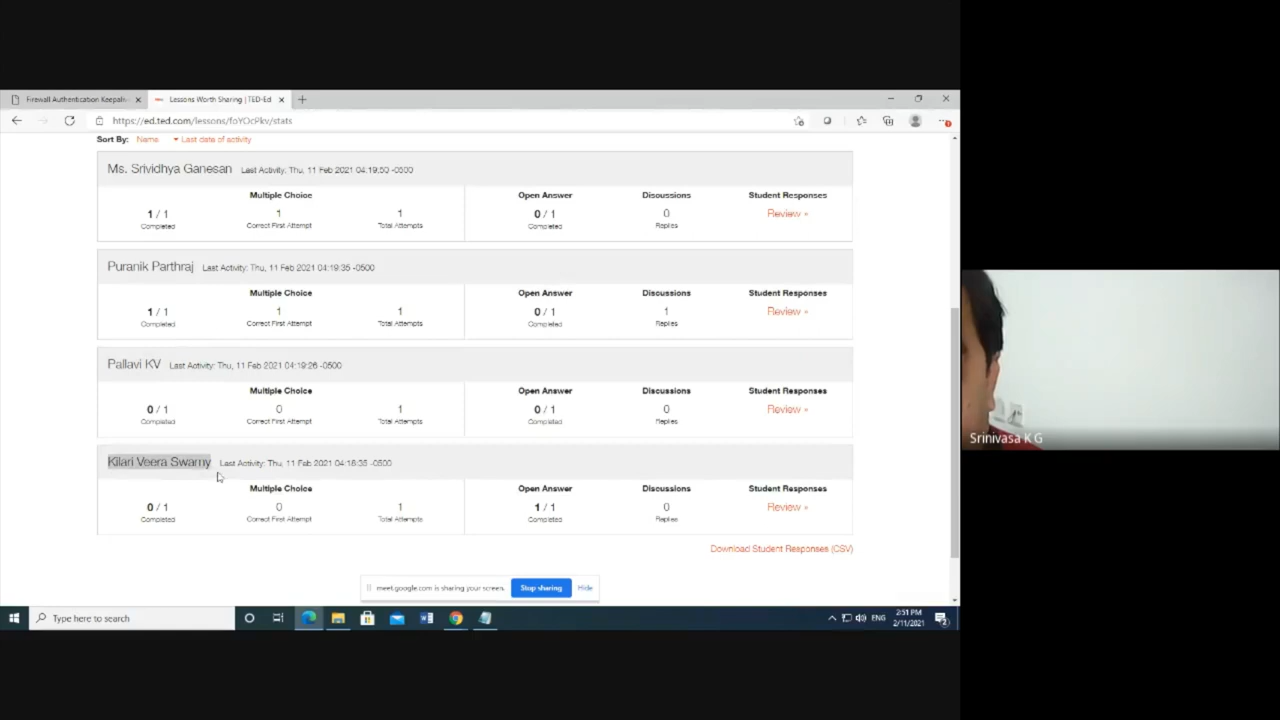 Firewall Authentication Keepaliv
Lessons Worth Sharing | TED-Ed
https://ed.ted.com/lessons/foYOcPkv/stats
Sort By: Name Last date of activity
Ms. Srividhya Ganesan Last Activity: Thu, 11 Feb 2021 04:19:50 -0500
Multiple Choice Open Answer Discussions Student Responses
1 / 1 1 1 0 / 1 0 Review »
Completed Correct First Attempt Total Attempts Completed Replies
Puranik Parthraj Last Activity: Thu, 11 Feb 2021 04:19:35 -0500
Multiple Choice Open Answer Discussions Student Responses
1 / 1 1 1 0 / 1 1 Review »
Completed Correct First Attempt Total Attempts Completed Replies
Pallavi KV Last Activity: Thu, 11 Feb 2021 04:19:26 -0500
Multiple Choice Open Answer Discussions Student Responses
0 / 1 0 1 0 / 1 0 Review »
Completed Correct First Attempt Total Attempts Completed Replies
Srinivasa K G
Kilari Veera Swamy Last Activity: Thu, 11 Feb 2021 04:18:35 -0500
Multiple Choice Open Answer Discussions Student Responses
0 / 1 0 1 1 / 1 0 Review »
Completed Correct First Attempt Total Attempts Completed Replies
Download Student Responses (CSV)
meet.google.com is sharing your screen. Stop sharing Hide
Type here to search
ENG
2:51 PM
2/11/2021
2